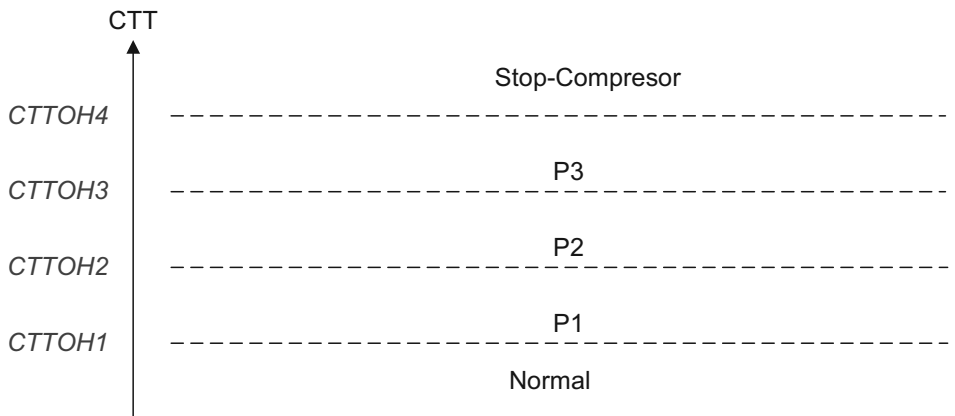 CTT
Stop-Compresor
CTTOH4
P3
CTTOH3
P2
CTTOH2
P1
CTTOH1
Normal